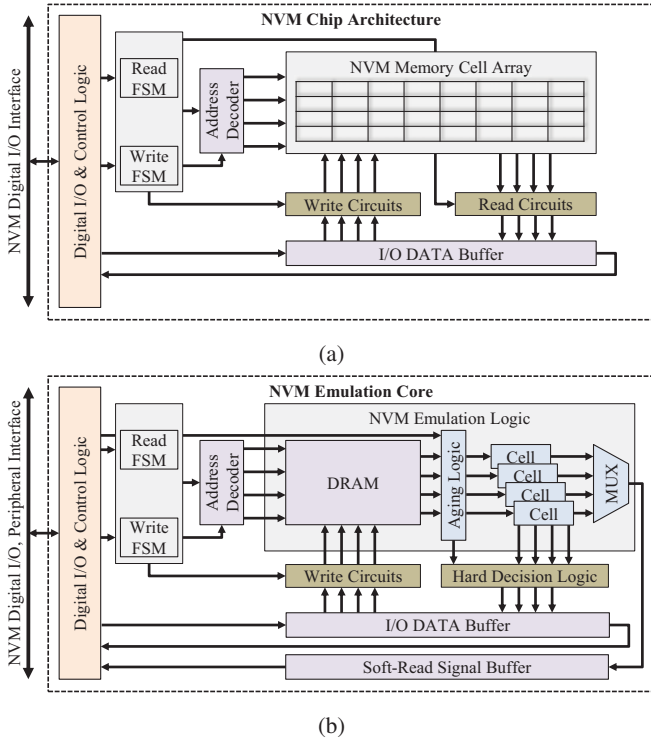 NVM Chip Architecture
NVM Digital I/O Interface
Digital I/O & Control Logic
Read
FSM
Write
FSM
Address
Decoder
NVM Memory Cell Array
Write Circuits
Read Circuits
I/O DATA Buffer
(a)
NVM Emulation Core
NVM Digital I/O, Peripheral Interface
Digital I/O & Control Logic
Read
FSM
Write
FSM
Address
Decoder
NVM Emulation Logic
DRAM
Aging Logic
Cell
Cell
Cell
Cell
MUX
Write Circuits
Hard Decision Logic
I/O DATA Buffer
Soft-Read Signal Buffer
(b)